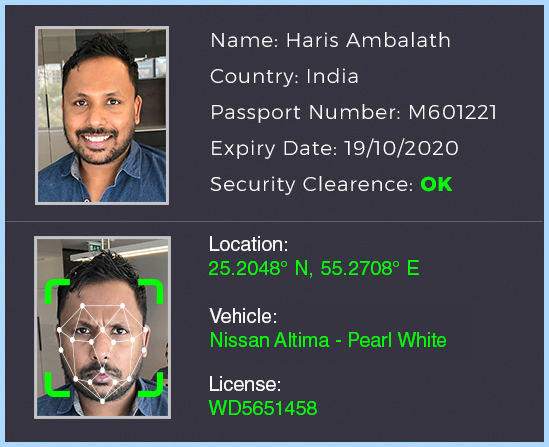 Name: Haris Ambalath
Country: India
Passport Number: M601221
Expiry Date: 19/10/2020
Security Clearence: OK
Location:
25.2048° N, 55.2708° E
Vehicle:
Nissan Altima - Pearl White
License:
WD5651458